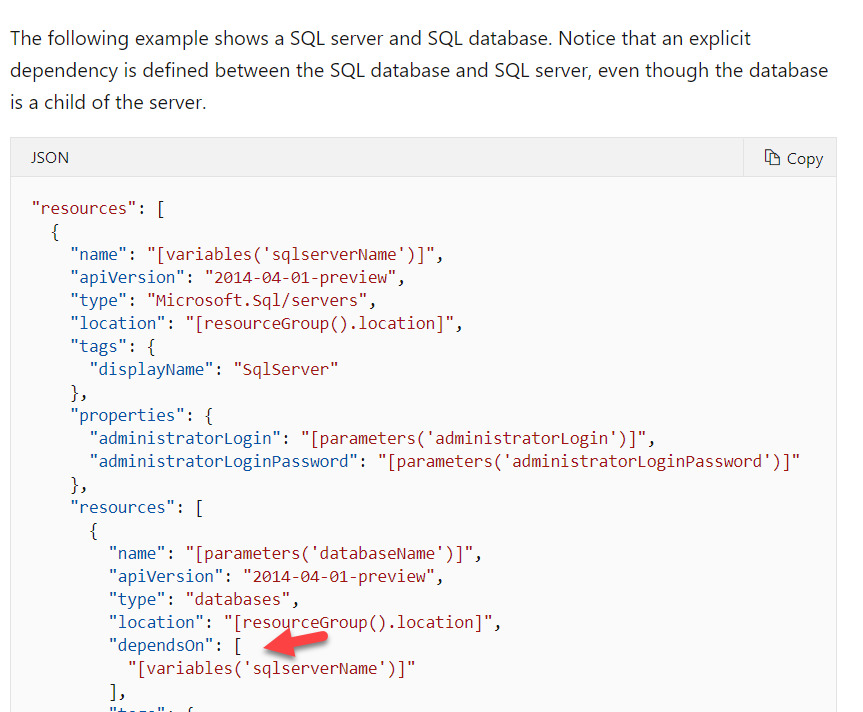 The following example shows a SQL server and SQL database. Notice that an explicit
dependency is defined between the SQL database and SQL server, even though the database
is a child of the server.
JSON
Copy
"resources": [
  {
    "name": "[variables('sqlserverName')]",
    "apiVersion": "2014-04-01-preview",
    "type": "Microsoft.Sql/servers",
    "location": "[resourceGroup().location]",
    "tags": {
      "displayName": "SqlServer"
    },
    "properties": {
      "administratorLogin": "[parameters('administratorLogin')]",
      "administratorLoginPassword": "[parameters('administratorLoginPassword')]"
    },
    "resources": [
      {
        "name": "[parameters('databaseName')]",
        "apiVersion": "2014-04-01-preview",
        "type": "databases",
        "location": "[resourceGroup().location]",
        "dependsOn": [
          "[variables('sqlserverName')]"
        ],